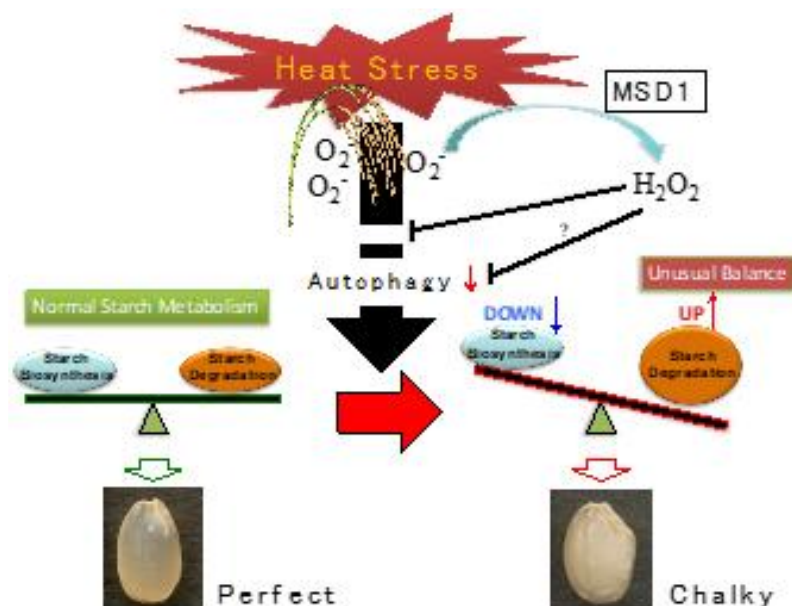 Heat Stress
MSD1
O2-
O2-
O2-
H2O2
?
Autophagy
Unusual Balance
Normal Starch Metabolism
DOWN
UP
Starch
Biosynthesis
Starch
Degradation
Starch
Biosynthesis
Starch
Degradation
Perfect
Chalky